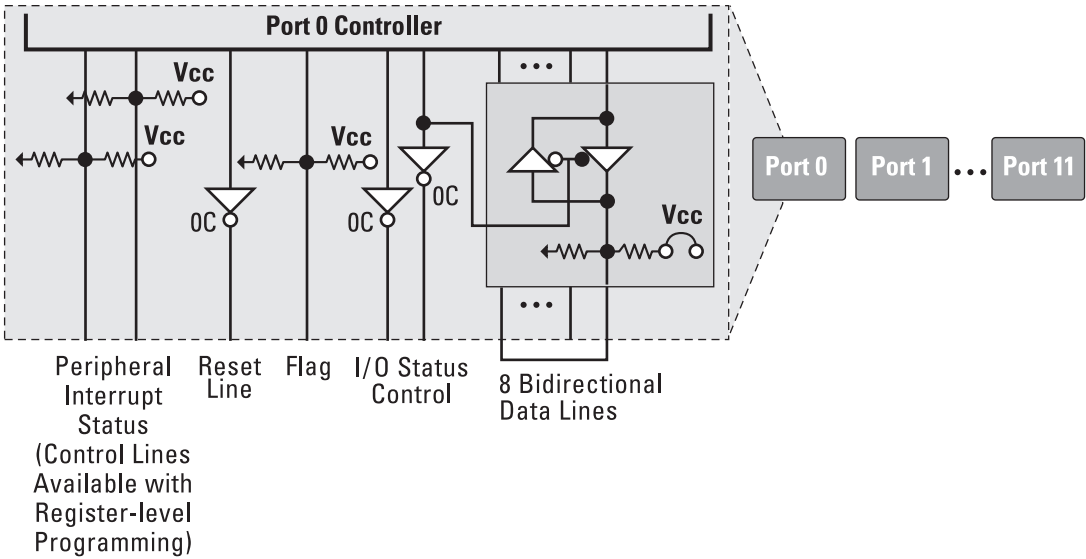 Port 0 Controller
Vcc
Vcc
Vcc
OC
OC
OC
Vcc
Port 0
Port 1
Port 11
Peripheral
Interrupt
Status
(Control Lines
Available with
Register-level
Programming)
Reset
Line
Flag
I/O Status
Control
8 Bidirectional
Data Lines